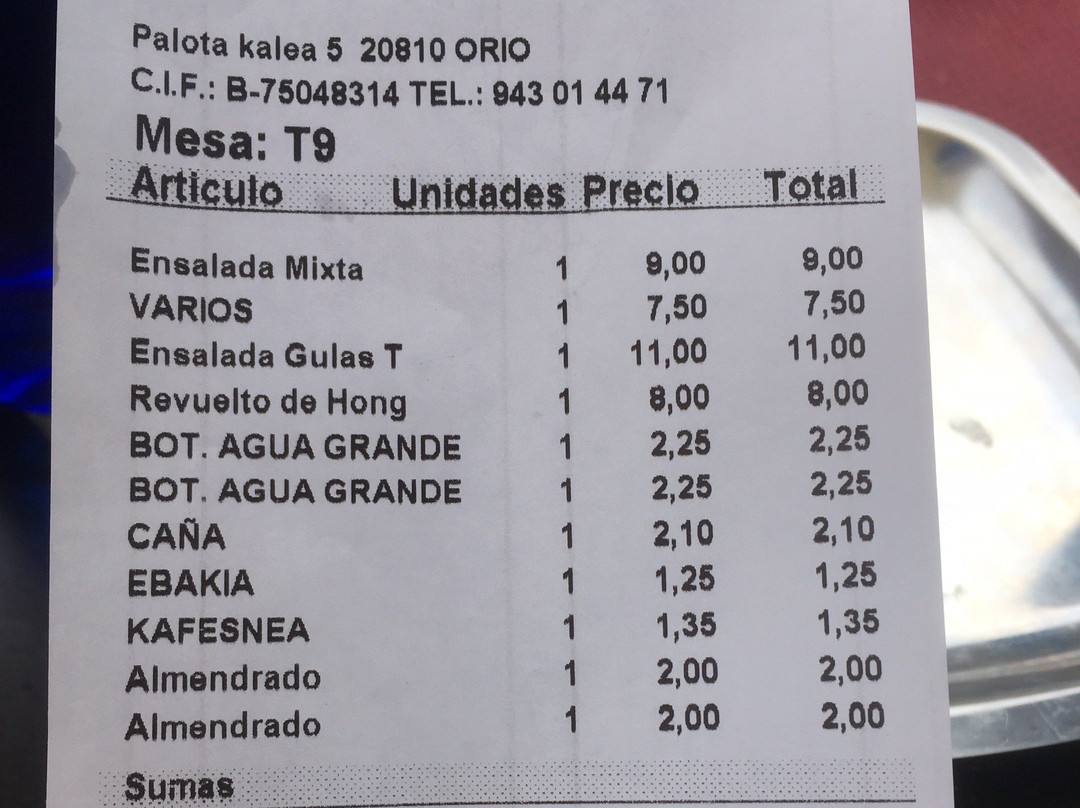 Palota kalea 5 20810 ORIO
C.I.F.: B-75048314 TEL.: 943 01 44 71
Mesa: T9
Articulo Unidades Precio Total
Ensalada Mixta 1 9,00 9,00
VARIOS 1 7,50 7,50
Ensalada Gulas T 1 11,00 11,00
Revuelto de Hong 1 8,00 8,00
BOT. AGUA GRANDE 1 2,25 2,25
BOT. AGUA GRANDE 1 2,25 2,25
CAÑA 1 2,10 2,10
EBAKIA 1 1,25 1,25
KAFESNEA 1 1,35 1,35
Almendrado 1 2,00 2,00
Almendrado 1 2,00 2,00
Sumas